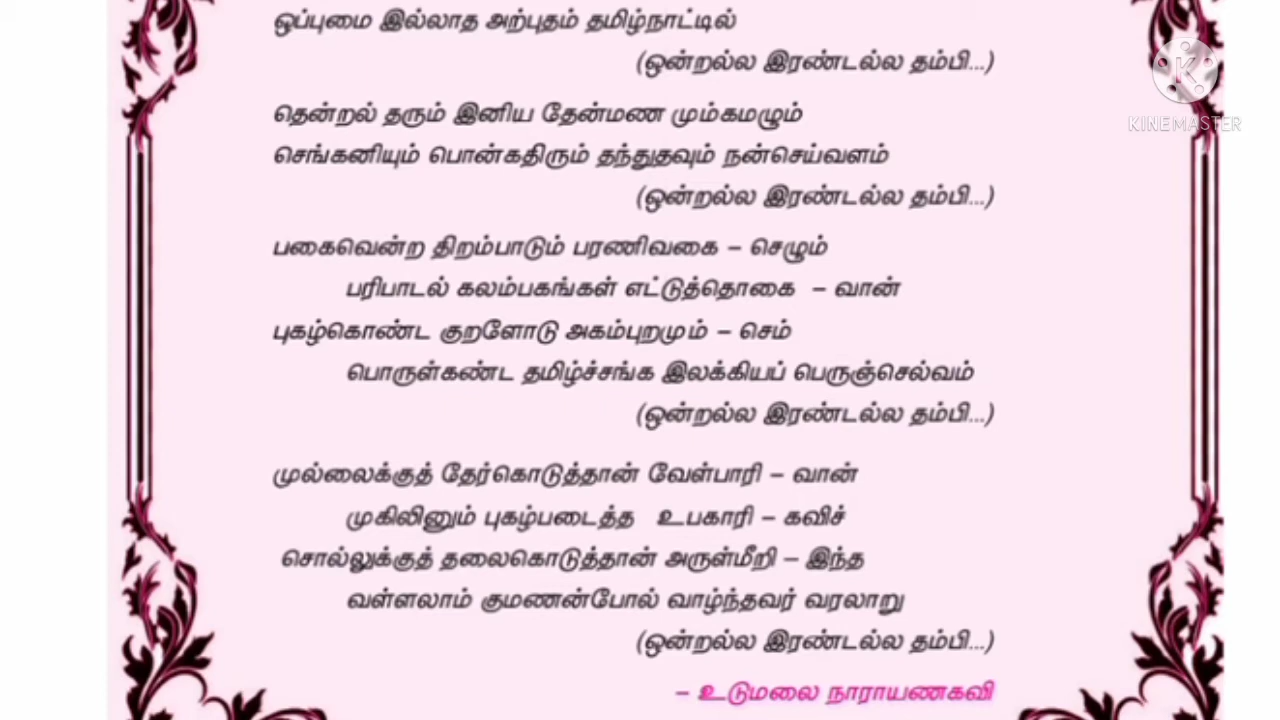 ஒப்புமை இல்லாத அற்புதம் தமிழ்நாட்டில்
(ஒன்றல்ல இரண்டல்ல தம்பி...)
KINEMASTER
தென்றல் தரும் இனிய தேன்மண மும்கமழும்
செங்கனியும் பொன்கதிரும் தந்துதவும் நன்செய்வளம்
(ஒன்றல்ல இரண்டல்ல தம்பி...)
பகைவென்ற திறம்பாடும் பரணிவகை – செழும்
பரிபாடல் கலம்பகங்கள் எட்டுத்தொகை – வான்
புகழ்கொண்ட குறளோடு அகம்புறமும் – செம்
பொருள்கண்ட தமிழ்ச்சங்க இலக்கியப் பெருஞ்செல்வம்
(ஒன்றல்ல இரண்டல்ல தம்பி...)
முல்லைக்குத் தேர்கொடுத்தான் வேள்பாரி – வான்
முகிலினும் புகழ்படைத்த உபகாரி – கவிச்
சொல்லுக்குத் தலைகொடுத்தான் அருள்மீறி – இந்த
வள்ளலாம் குமணன்போல் வாழ்ந்தவர் வரலாறு
(ஒன்றல்ல இரண்டல்ல தம்பி...)
– உடுமலை நாராயணகவி